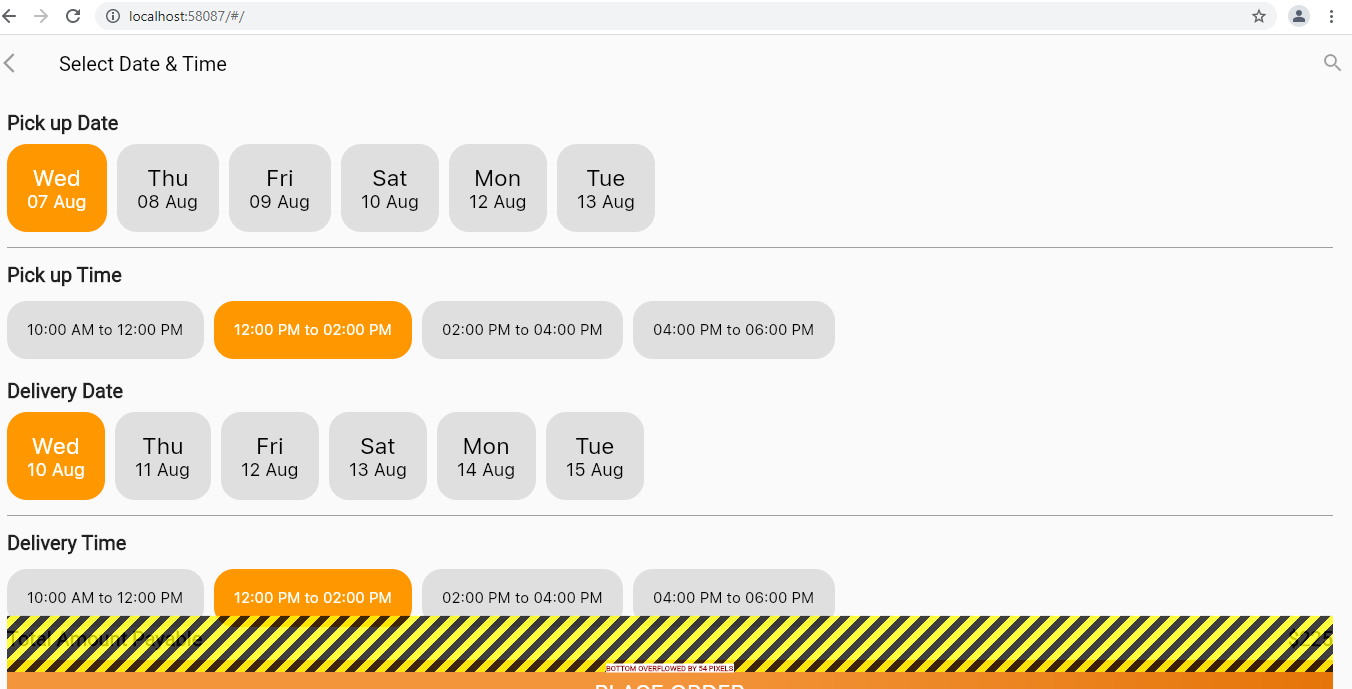 localhost:58087/#/
Select Date & Time
Pick up Date
Wed Thu Fri Sat Mon Tue
07 Aug 08 Aug 09 Aug 10 Aug 12 Aug 13 Aug
Pick up Time
10:00 AM to 12:00 PM 12:00 PM to 02:00 PM 02:00 PM to 04:00 PM 04:00 PM to 06:00 PM
Delivery Date
Wed Thu Fri Sat Mon Tue
10 Aug 11 Aug 12 Aug 13 Aug 14 Aug 15 Aug
Delivery Time
10:00 AM to 12:00 PM 12:00 PM to 02:00 PM 02:00 PM to 04:00 PM 04:00 PM to 06:00 PM
Total Amount Payable $225
BOTTOM OVERFLOWED BY 54 PIXELS
PLACE ORDER